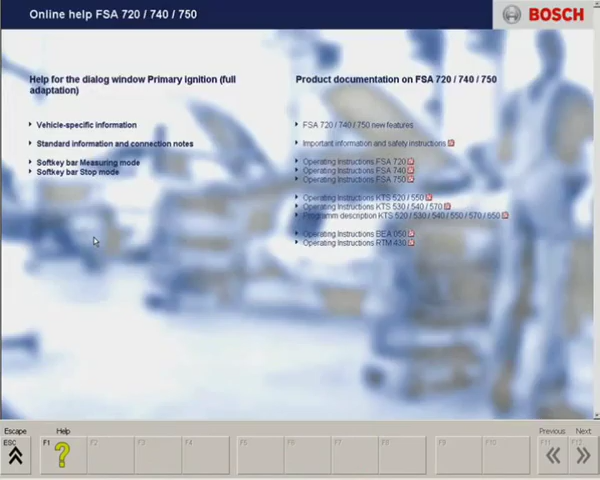 Online help FSA 720 / 740 / 750
BOSCH
Help for the dialog window Primary ignition (full
adaptation)
Vehicle-specific information
Standard information and connection notes
Softkey bar Measuring mode
Softkey bar Stop mode
Product documentation on FSA 720 / 740 / 750
FSA 720 / 740 / 750 new features
Important information and safety instructions
Operating Instructions FSA 720
Operating Instructions FSA 740
Operating Instructions FSA 750
Operating Instructions KTS 520 / 550
Operating Instructions KTS 530 / 540 / 570
Programm description KTS 520 / 530 / 540 / 550 / 570 / 650
Operating Instructions BEA 050
Operating Instructions RTM 430
Escape Help Previous Next
ESC F1 F2 F3 F4 F5 F6 F7 F8 F9 F10 F11 F12